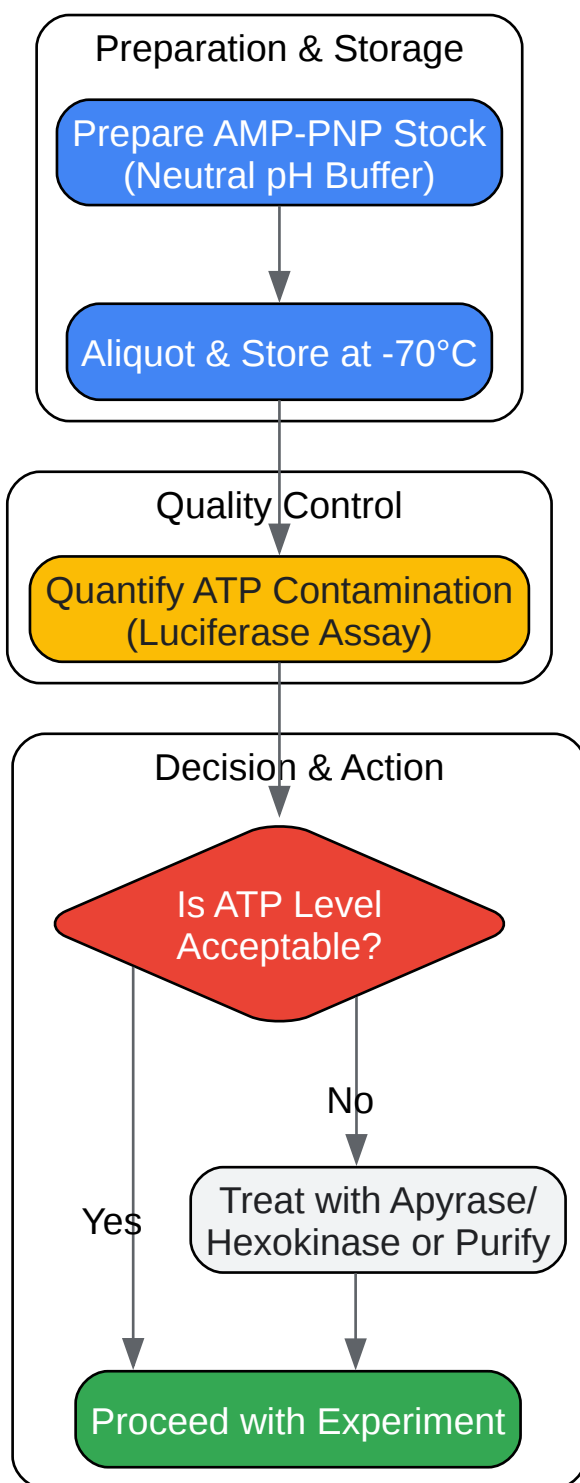 Preparation & Storage
Prepare AMP-PNP Stock
(Neutral pH Buffer)
Aliquot & Store at -70°C
Quality Control
Quantify ATP Contamination
(Luciferase Assay)
Decision & Action
Is ATP Level
Acceptable?
No
Treat with Apyrase/
Hexokinase or Purify
Yes
Proceed with Experiment